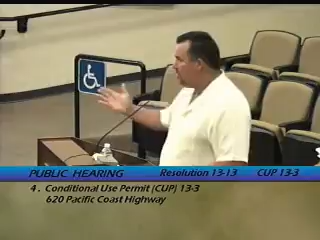 PUBLIC HEARING Resolution 13-13 CUP 13-3
4. Conditional Use Permit (CUP) 13-3
620 Pacific Coast Highway